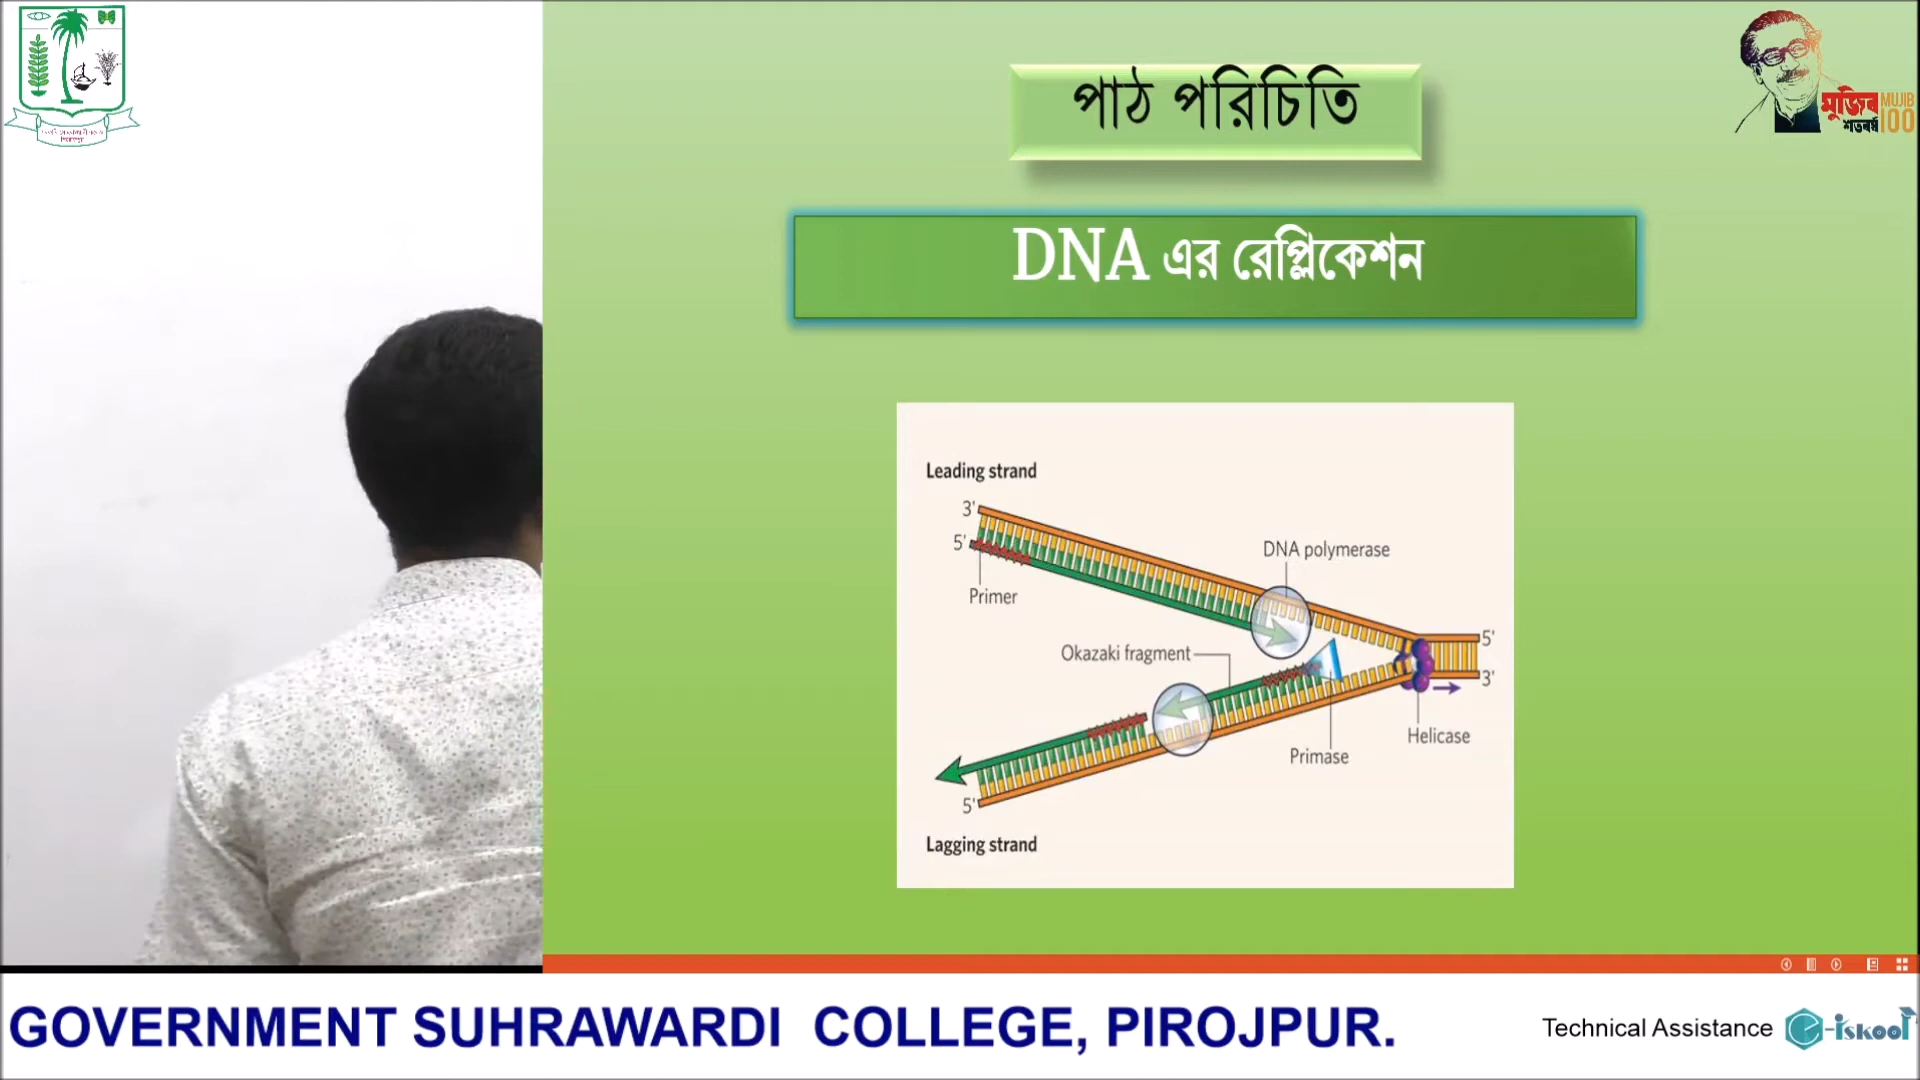 পাঠ পরিচিতি
মুজিব MUJIB
শতবর্ষ 100
DNA এর রেপ্লিকেশন
Leading strand
3'
5'
DNA polymerase
Primer
5'
Okazaki fragment
3'
Helicase
Primase
5'
Lagging strand
GOVERNMENT SUHRAWARDI COLLEGE, PIROJPUR.
Technical Assistance e-iskool